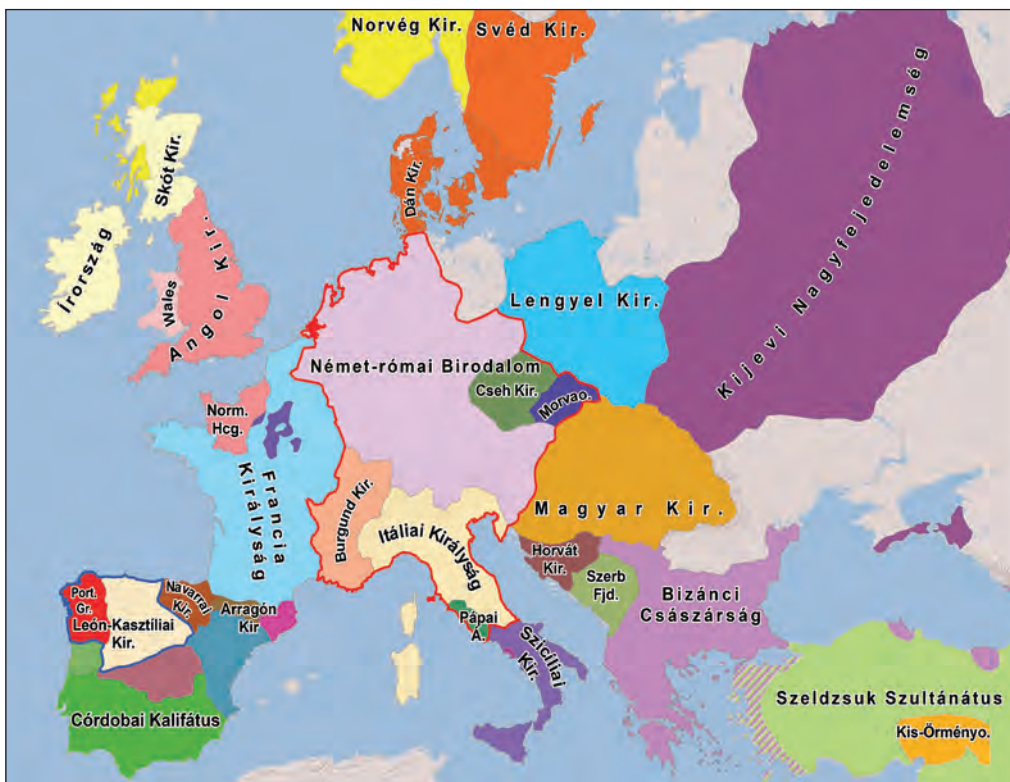 Norvég Kir.
Svéd Kir.
Skót Kir.
Dán Kir.
Kijevi Nagyfejedelemség
Írország
Wales
Angol Kir.
Lengyel Kir.
Német-római Birodalom
Cseh Kir.
Morvao.
Norm.
Hcg.
Francia
Királyság
Burgund Kir.
Magyar Kir.
Itáliai Királyság
Horvát
Kir.
Szerb
Fjd.
Bizánci
Császárság
Port.
Gr.
León-Kasztíliai
Kir.
Navarrai
Kir.
Arragón
Kir
Pápai
Á.
Szicíliai
Kir.
Córdobai Kalifátus
Szeldzsuk Szultánátus
Kis-Örményo.